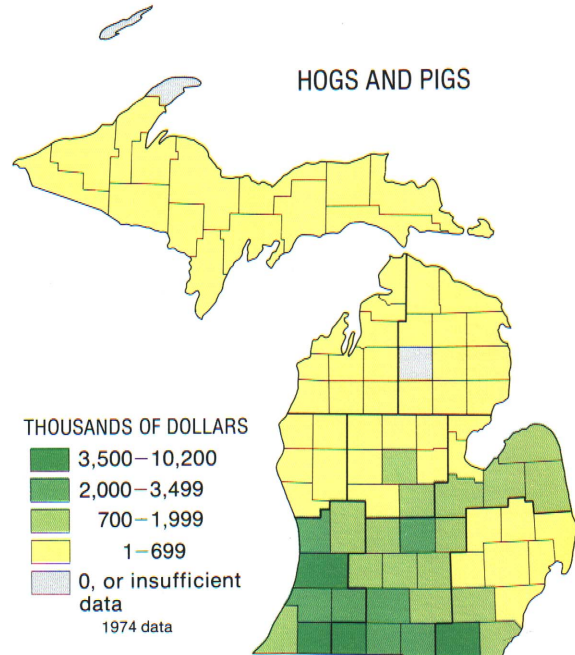 HOGS AND PIGS
THOUSANDS OF DOLLARS
3,500–10,200
2,000–3,499
700–1,999
1–699
0, or insufficient
data
1974 data